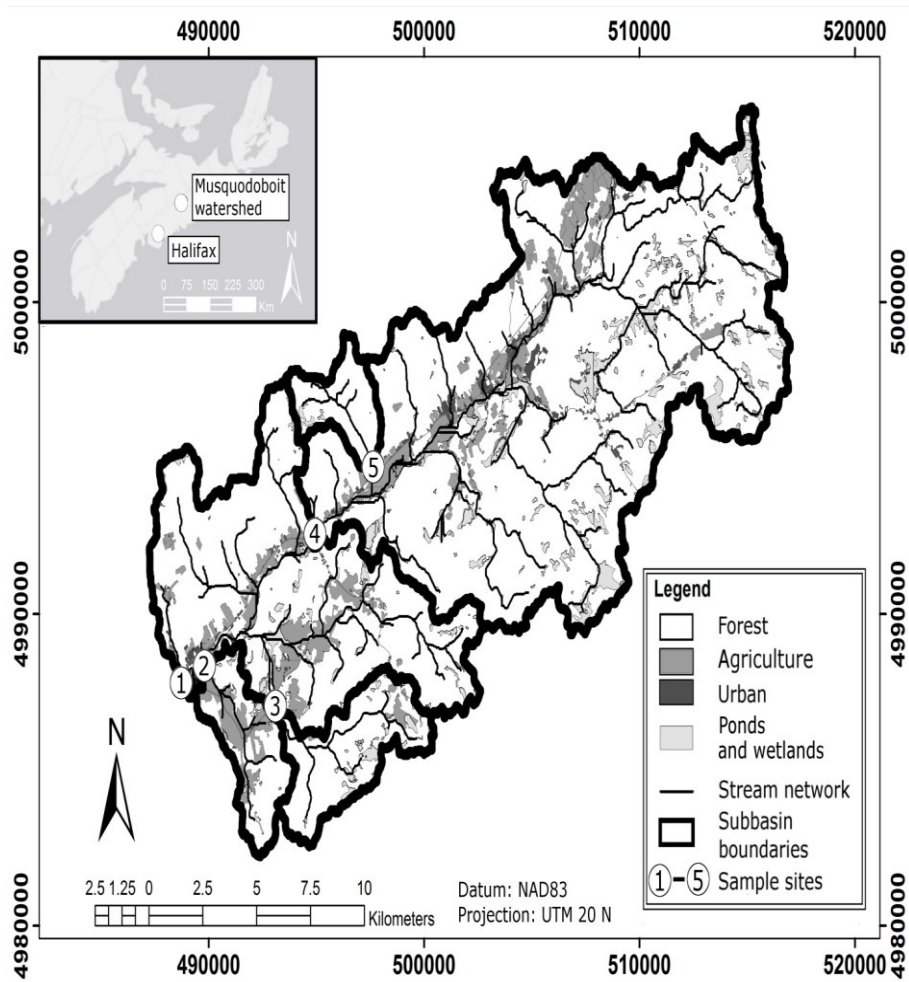 490000 500000 510000 520000
Musquodoboit
watershed
Halifax
N
0 75 150 225 300
Km
5000000
5000000
4990000
4990000
4980000
4980000
5
4
2
1
3
N
Legend
Forest
Agriculture
Urban
Ponds
and wetlands
Stream network
Subbasin
boundaries
1-5 Sample sites
2.5 1.25 0 2.5 5 7.5 10
Kilometers
Datum: NAD83
Projection: UTM 20 N
490000 500000 510000 520000